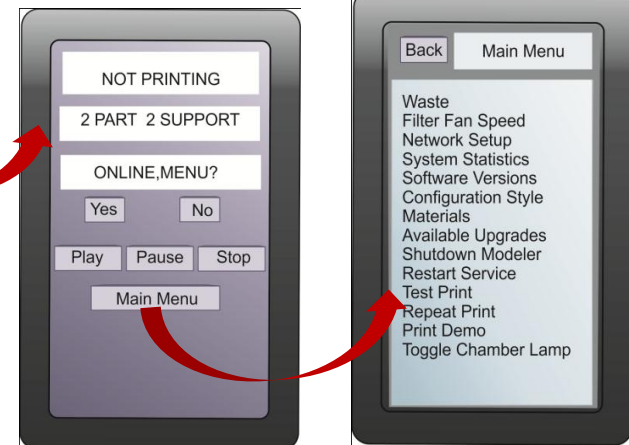 NOT PRINTING
2 PART 2 SUPPORT
ONLINE,MENU?
Yes No
Play Pause Stop
Main Menu
Back Main Menu
Waste
Filter Fan Speed
Network Setup
System Statistics
Software Versions
Configuration Style
Materials
Available Upgrades
Shutdown Modeler
Restart Service
Test Print
Repeat Print
Print Demo
Toggle Chamber Lamp